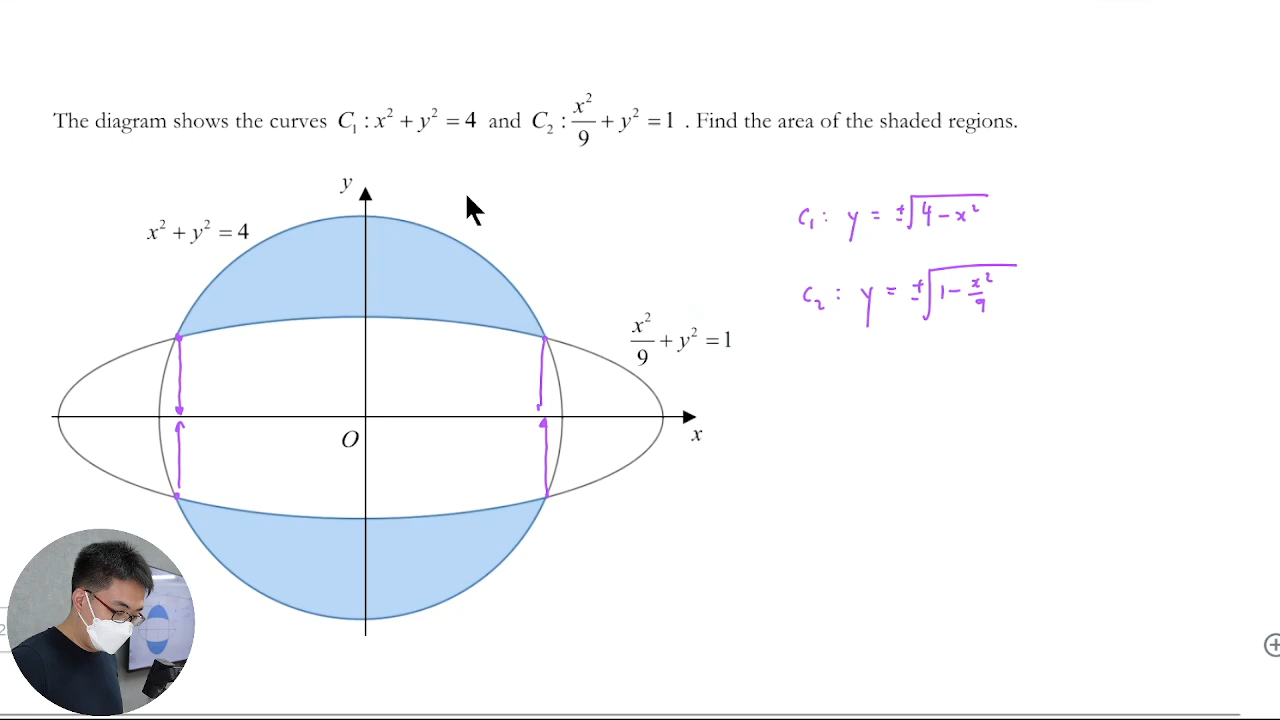 The diagram shows the curves C₁ : x² + y² = 4 and C₂ : x²/9 + y² = 1 . Find the area of the shaded regions.
y
x² + y² = 4
C₁ : y = ±√(4 − x²)
C₂ : y = ±√(1 − x²/9)
x²/9 + y² = 1
O
x
2